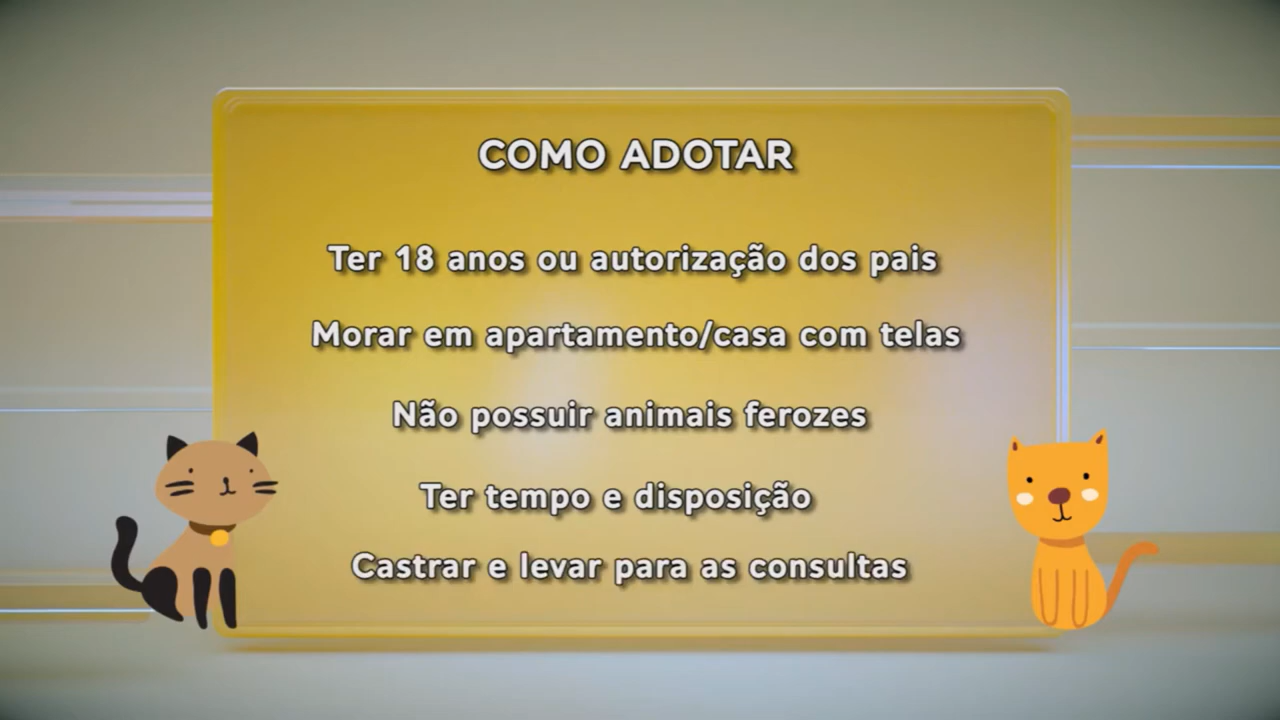 COMO ADOTAR
Ter 18 anos ou autorização dos pais
Morar em apartamento/casa com telas
Não possuir animais ferozes
Ter tempo e disposição
Castrar e levar para as consultas